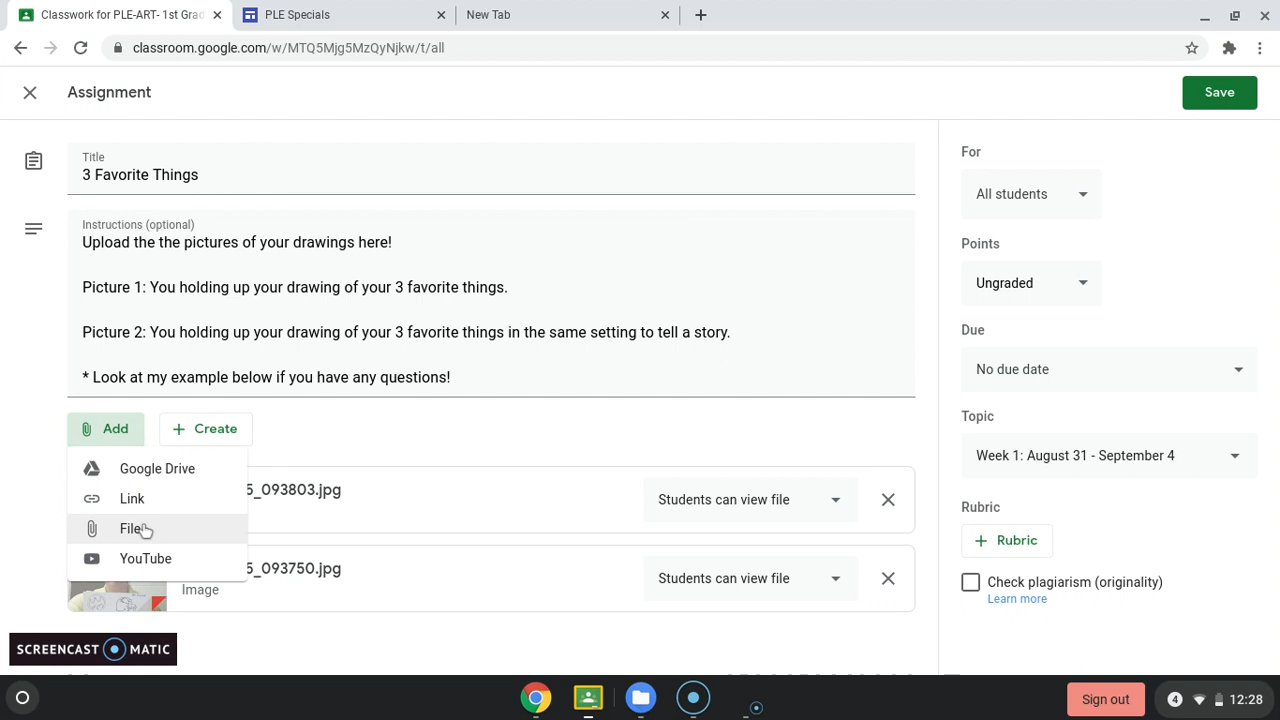 Classwork for PLE-ART- 1st Grad
PLE Specials
New Tab
classroom.google.com/w/MTQ5Mjg5MzQyNjkw/t/all
Assignment
Save
Title
3 Favorite Things
Instructions (optional)
Upload the the pictures of your drawings here!
Picture 1: You holding up your drawing of your 3 favorite things.
Picture 2: You holding up your drawing of your 3 favorite things in the same setting to tell a story.
* Look at my example below if you have any questions!
Add
Create
Google Drive
Link
File
YouTube
5_093803.jpg
Students can view file
5_093750.jpg
Image
Students can view file
For
All students
Points
Ungraded
Due
No due date
Topic
Week 1: August 31 - September 4
Rubric
Rubric
Check plagiarism (originality)
Learn more
SCREENCAST MATIC
Sign out
4
12:28